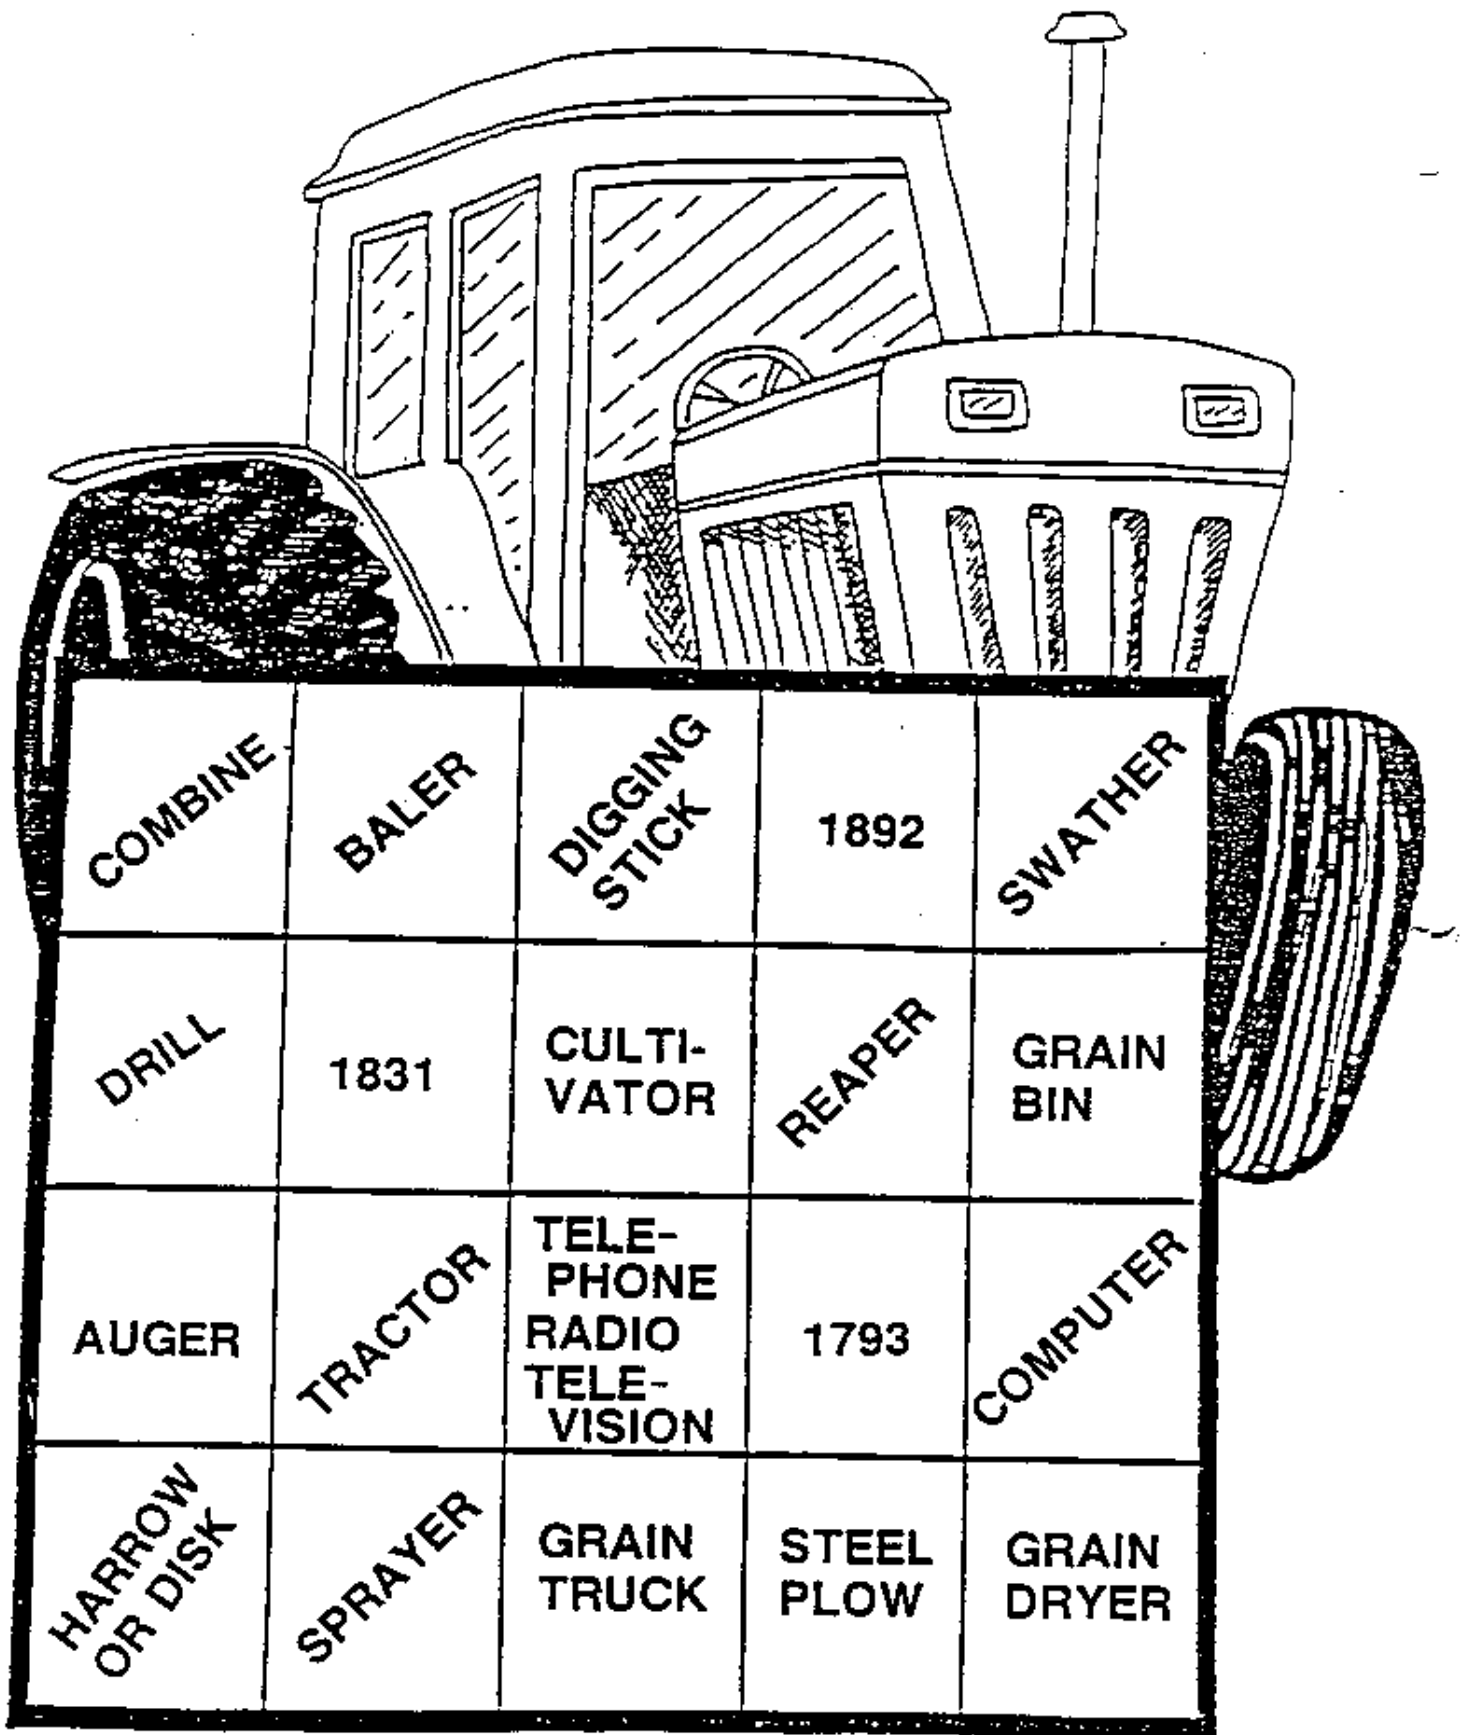 COMBINE
BALER
DIGGING
STICK
1892
SWATHER
DRILL
1831
CULTI-
VATOR
REAPER
GRAIN
BIN
AUGER
TRACTOR
TELE-
PHONE
RADIO
TELE-
VISION
1793
COMPUTER
HARROW
OR DISK
SPRAYER
GRAIN
TRUCK
STEEL
PLOW
GRAIN
DRYER